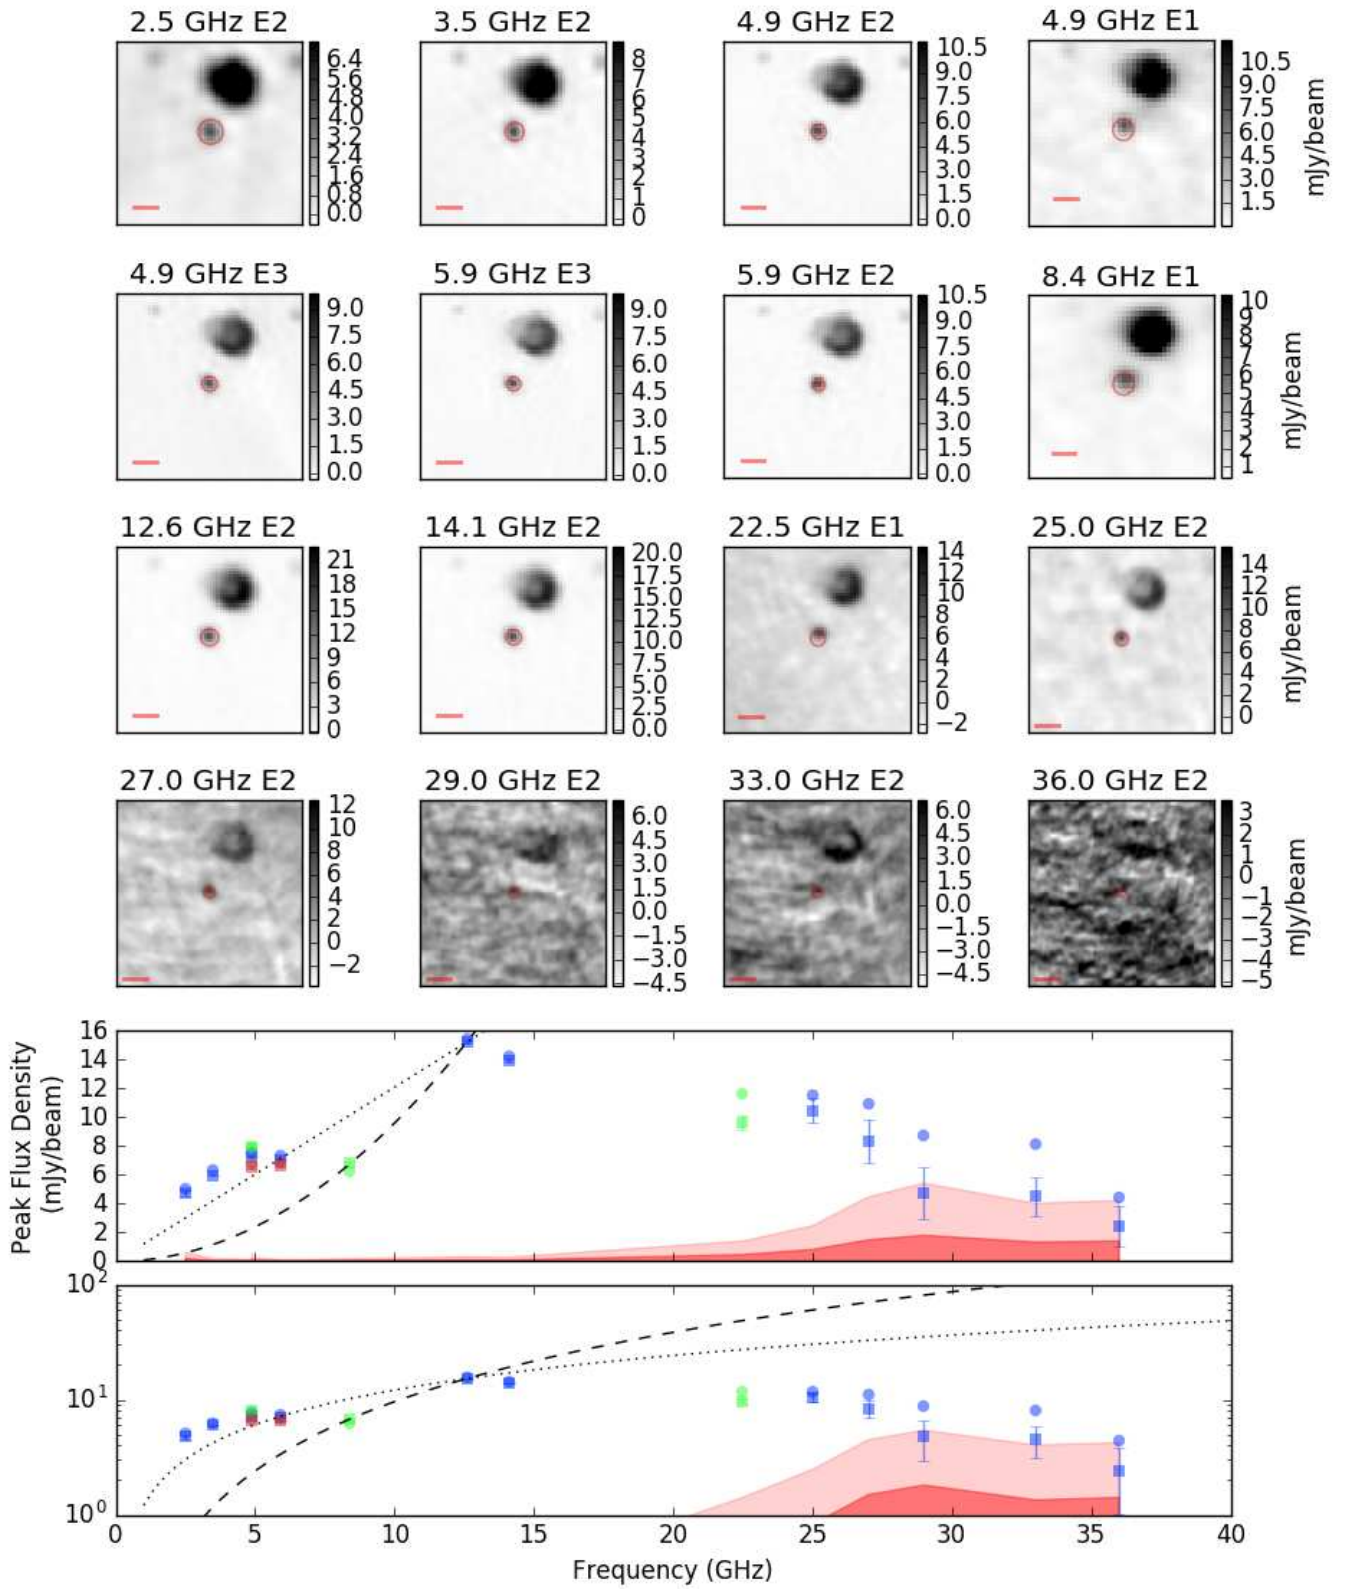 2.5 GHz E2 3.5 GHz E2 4.9 GHz E2 4.9 GHz E1
6.4 5.6 4.8 4.0 3.2 2.4 1.6 0.8 0.0
8 7 6 5 4 3 2 1 0
10.5 9.0 7.5 6.0 4.5 3.0 1.5 0.0
10.5 9.0 7.5 6.0 4.5 3.0 1.5
mJy/beam
4.9 GHz E3 5.9 GHz E3 5.9 GHz E2 8.4 GHz E1
9.0 7.5 6.0 4.5 3.0 1.5 0.0
9.0 7.5 6.0 4.5 3.0 1.5 0.0
10.5 9.0 7.5 6.0 4.5 3.0 1.5 0.0
10 9 8 7 6 5 4 3 2 1
mJy/beam
12.6 GHz E2 14.1 GHz E2 22.5 GHz E1 25.0 GHz E2
21 18 15 12 9 6 3 0
20.0 17.5 15.0 12.5 10.0 7.5 5.0 2.5 0.0
14 12 10 8 6 4 2 0 −2
14 12 10 8 6 4 2 0
mJy/beam
27.0 GHz E2 29.0 GHz E2 33.0 GHz E2 36.0 GHz E2
12 10 8 6 4 2 0 −2
6.0 4.5 3.0 1.5 0.0 −1.5 −3.0 −4.5
6.0 4.5 3.0 1.5 0.0 −1.5 −3.0 −4.5
3 2 1 0 −1 −2 −3 −4 −5
mJy/beam
Peak Flux Density
(mJy/beam)
16
14
12
10
8
6
4
2
0
10²
10¹
10⁰
0 5 10 15 20 25 30 35 40
Frequency (GHz)